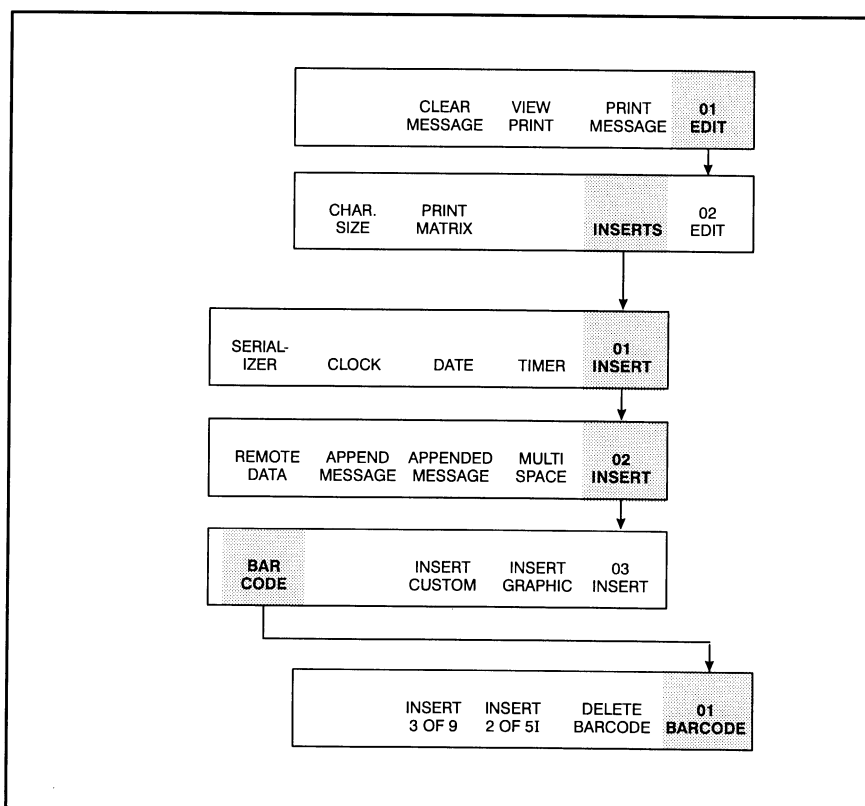 CLEAR VIEW PRINT 01
MESSAGE PRINT MESSAGE EDIT
CHAR. PRINT 02
SIZE MATRIX INSERTS EDIT
SERIAL- 01
IZER CLOCK DATE TIMER INSERT
REMOTE APPEND APPENDED MULTI 02
DATA MESSAGE MESSAGE SPACE INSERT
BAR INSERT INSERT 03
CODE CUSTOM GRAPHIC INSERT
INSERT INSERT DELETE 01
3 OF 9 2 OF 5I BARCODE BARCODE